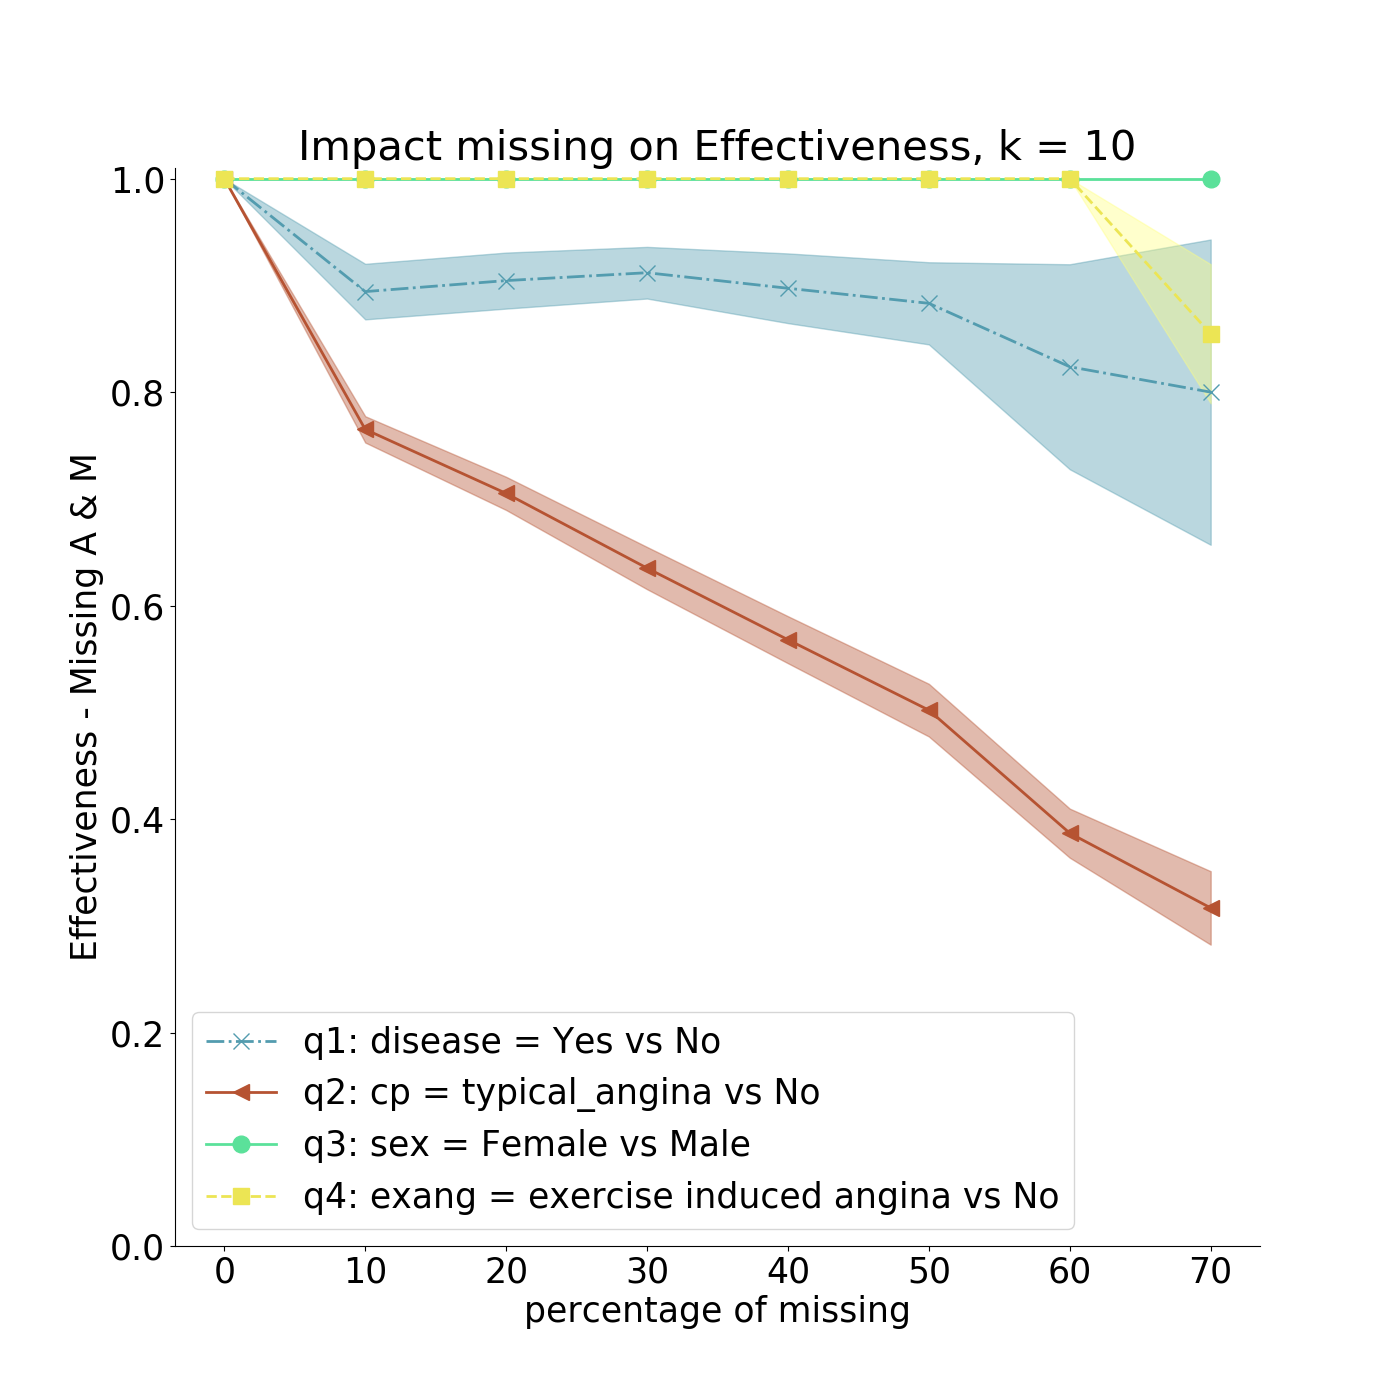 Impact missing on Effectiveness, k = 10
1.0
0.8
0.6
0.4
0.2
0.0
Effectiveness - Missing A & M
q1: disease = Yes vs No
q2: cp = typical_angina vs No
q3: sex = Female vs Male
q4: exang = exercise induced angina vs No
0 10 20 30 40 50 60 70
percentage of missing